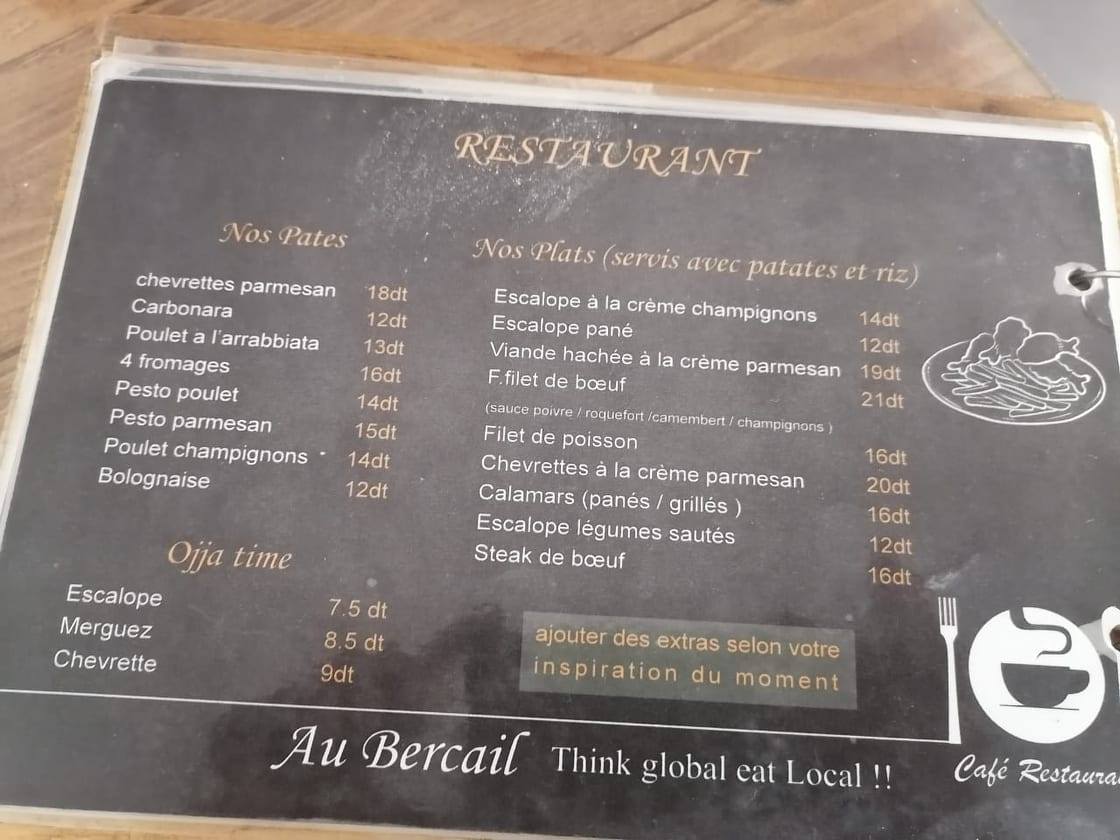 RESTAURANT
Nos Pates
chevrettes parmesan 18dt
Carbonara 12dt
Poulet a l'arrabbiata 13dt
4 fromages 16dt
Pesto poulet 14dt
Pesto parmesan 15dt
Poulet champignons 14dt
Bolognaise 12dt
Ojja time
Escalope 7.5 dt
Merguez 8.5 dt
Chevrette 9dt
Nos Plats (servis avec patates et riz)
Escalope à la crème champignons 14dt
Escalope pané 12dt
Viande hachée à la crème parmesan 19dt
F.filet de bœuf 21dt
(sauce poivre / roquefort /camembert / champignons )
Filet de poisson 16dt
Chevrettes à la crème parmesan 20dt
Calamars (panés / grillés ) 16dt
Escalope légumes sautés 12dt
Steak de bœuf 16dt
ajouter des extras selon votre
inspiration du moment
Au Bercail Think global eat Local !!
Café